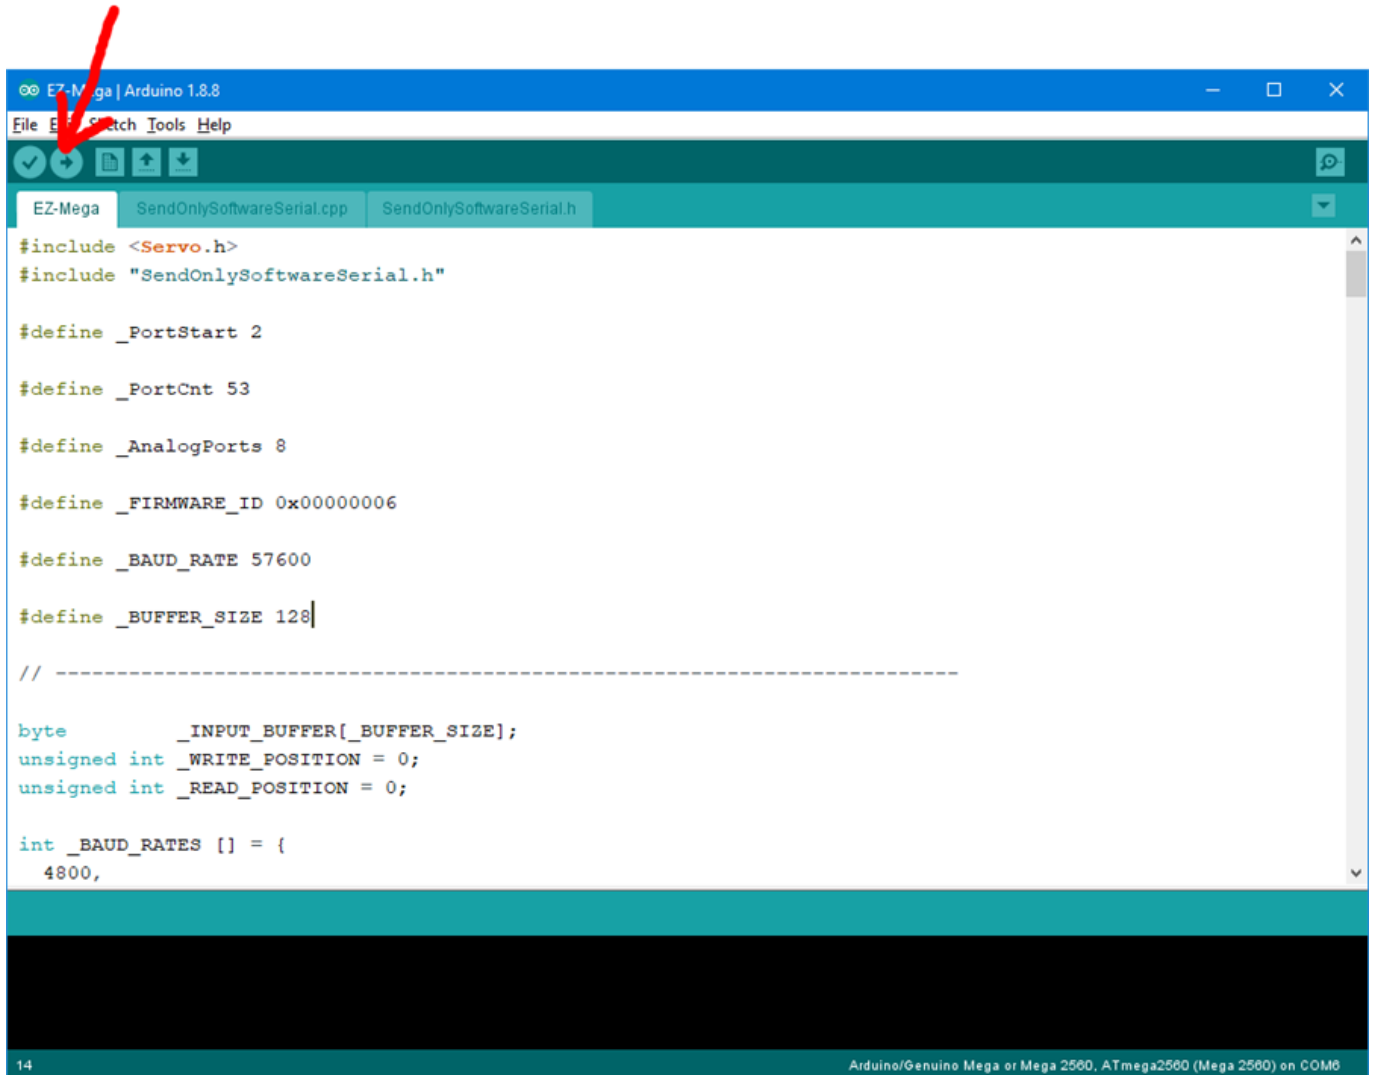 EZ-Mega | Arduino 1.8.8
File Sketch Tools Help
EZ-Mega SendOnlySoftwareSerial.cpp SendOnlySoftwareSerial.h
#include <Servo.h>
#include "SendOnlySoftwareSerial.h"
#define _PortStart 2
#define _PortCnt 53
#define _AnalogPorts 8
#define _FIRMWARE_ID 0x00000006
#define _BAUD_RATE 57600
#define _BUFFER_SIZE 128
// --------------------------------------------------------------------------
byte _INPUT_BUFFER[_BUFFER_SIZE];
unsigned int _WRITE_POSITION = 0;
unsigned int _READ_POSITION = 0;
int _BAUD_RATES [] = {
4800,
14 Arduino/Genuino Mega or Mega 2560, ATmega2560 (Mega 2560) on COM6